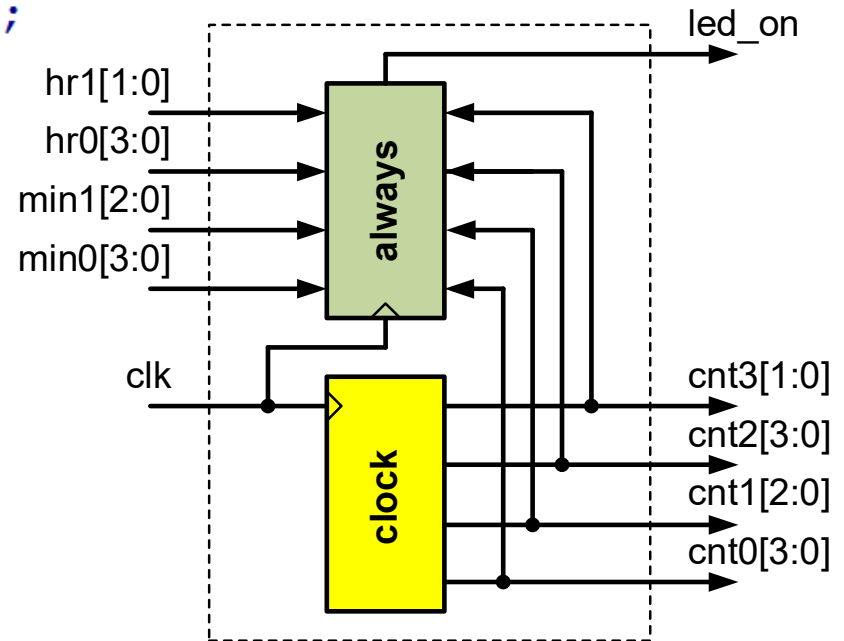 ;
led_on
hr1[1:0]
hr0[3:0]
min1[2:0]
min0[3:0]
always
clk
clock
cnt3[1:0]
cnt2[3:0]
cnt1[2:0]
cnt0[3:0]